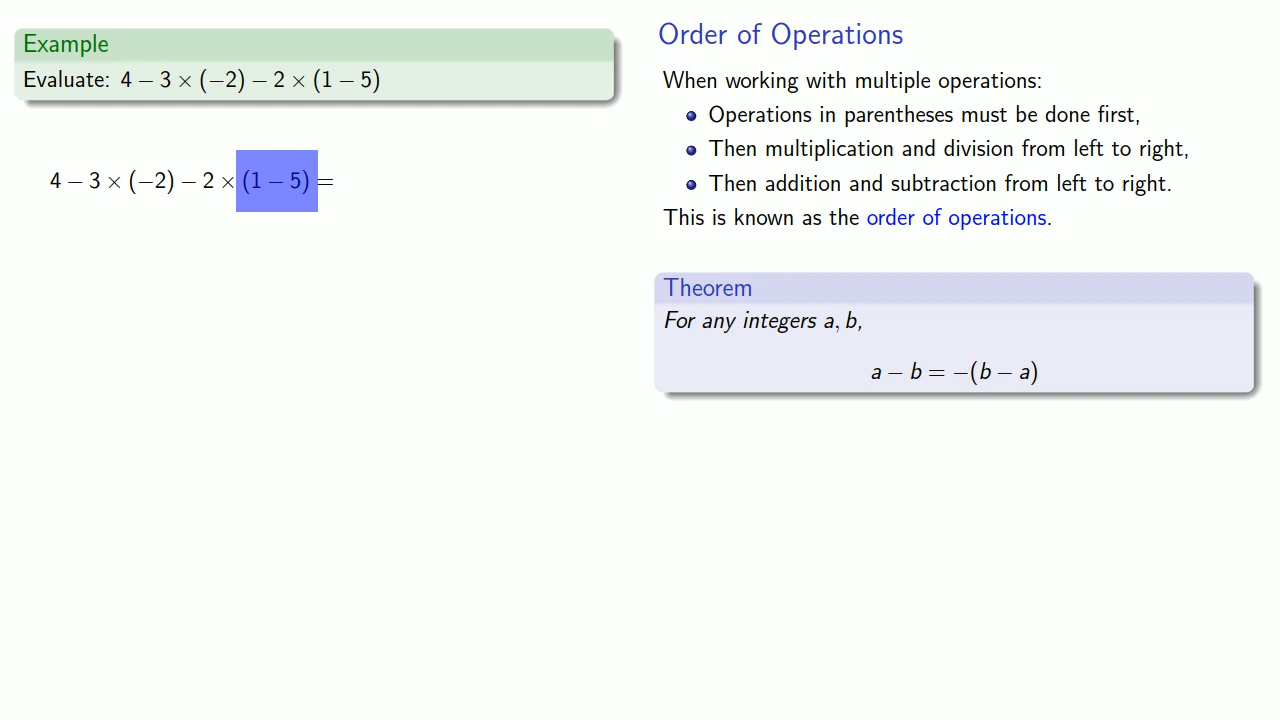 Example
Evaluate: 4 − 3 × (−2) − 2 × (1 − 5)
4 − 3 × (−2) − 2 × (1 − 5) =
Order of Operations
When working with multiple operations:
Operations in parentheses must be done first,
Then multiplication and division from left to right,
Then addition and subtraction from left to right.
This is known as the order of operations.
Theorem
For any integers a, b,
a − b = −(b − a)